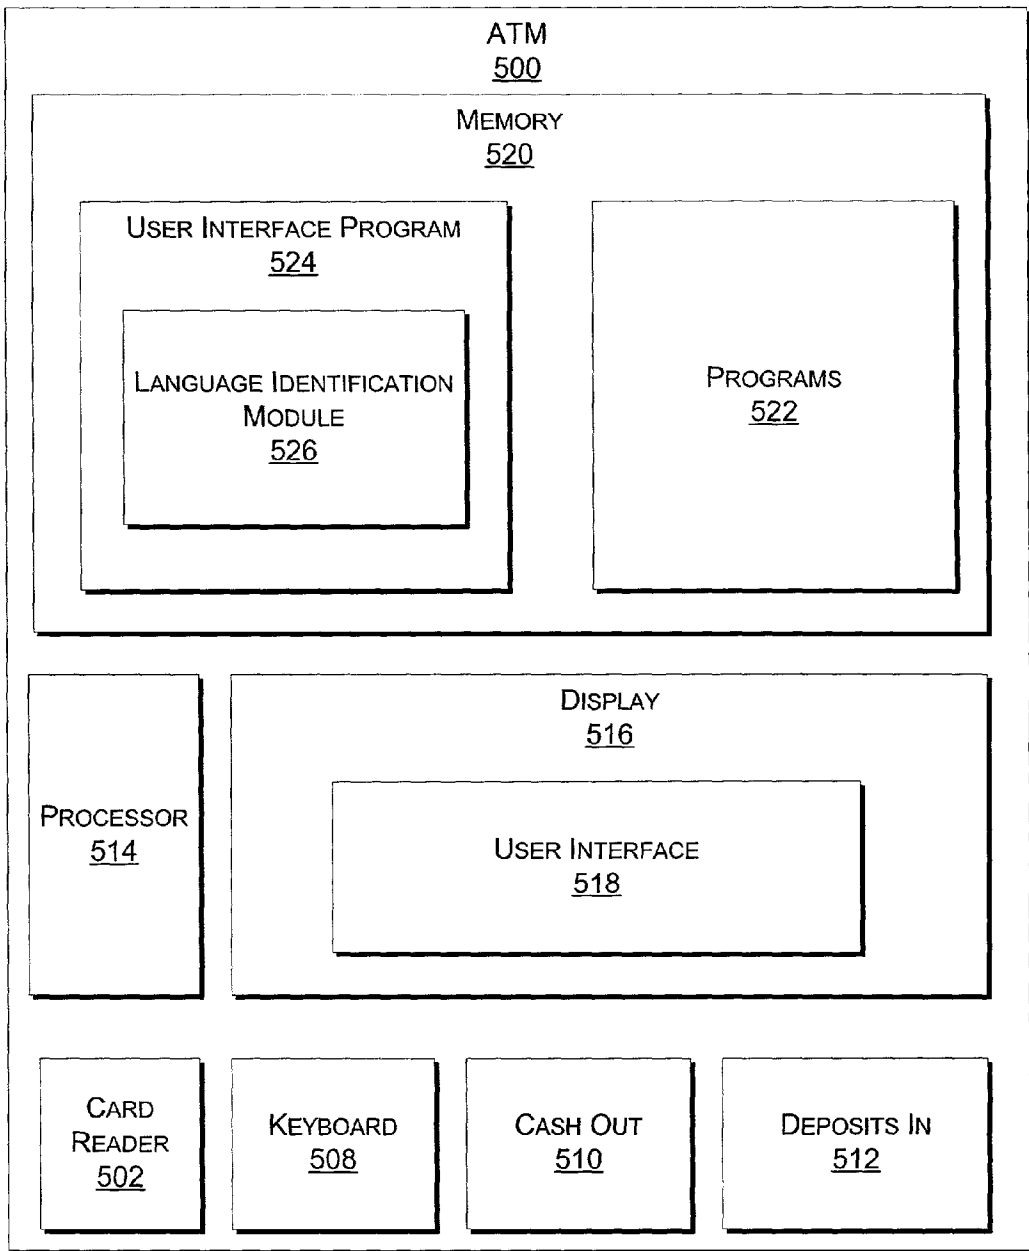 ATM
500
MEMORY
520
USER INTERFACE PROGRAM
524
LANGUAGE IDENTIFICATION
MODULE
526
PROGRAMS
522
DISPLAY
516
PROCESSOR
514
USER INTERFACE
518
CARD
READER
502
KEYBOARD
508
CASH OUT
510
DEPOSITS IN
512